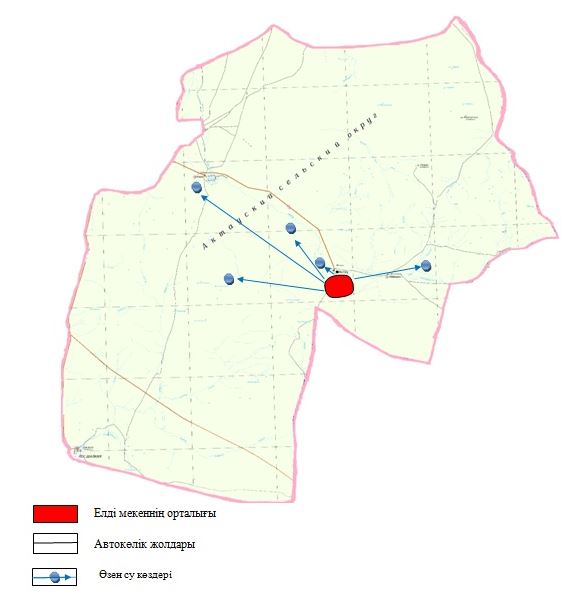 Актауский сельский округ
Елді мекеннің орталығы
Автокөлік жолдары
Өзен су көздері